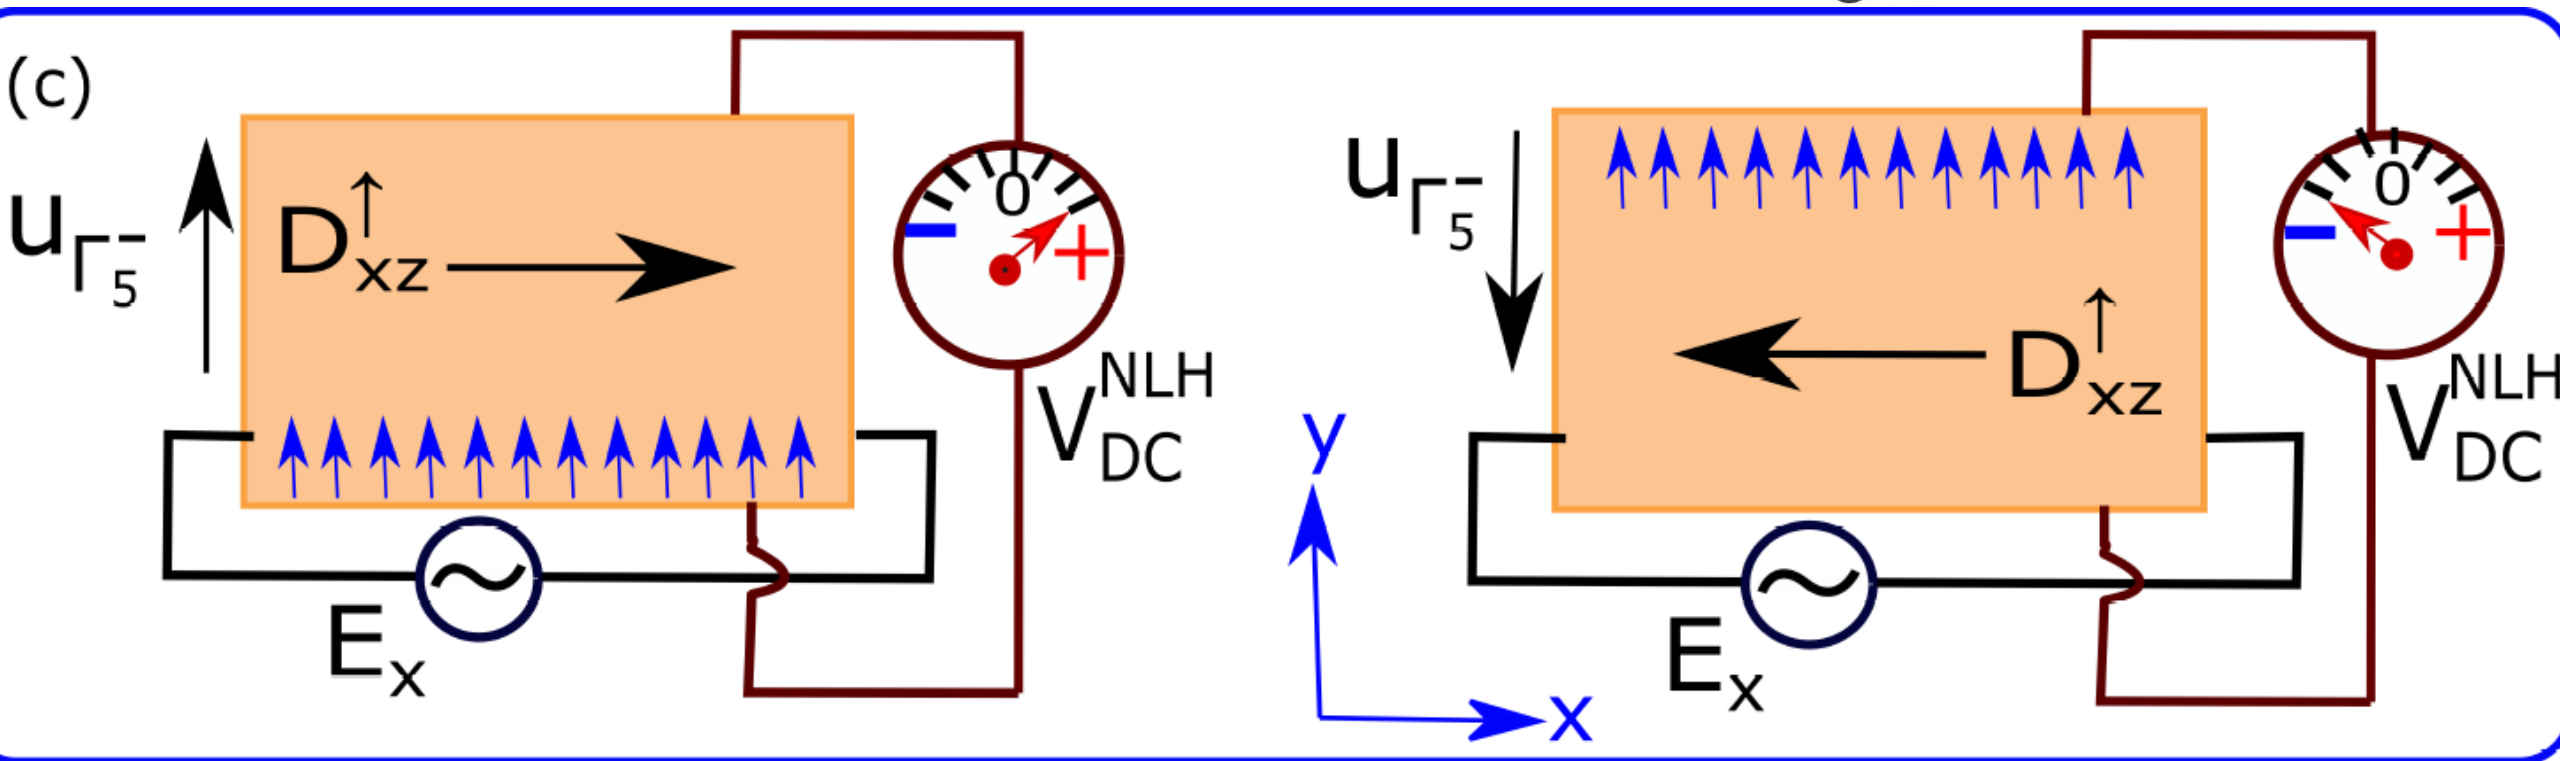 (c)
u_Γ5^-
D_xz^↑
− 0 +
V_DC^NLH
E_x
y
x
u_Γ5^-
D_xz^↑
− 0 +
V_DC^NLH
E_x